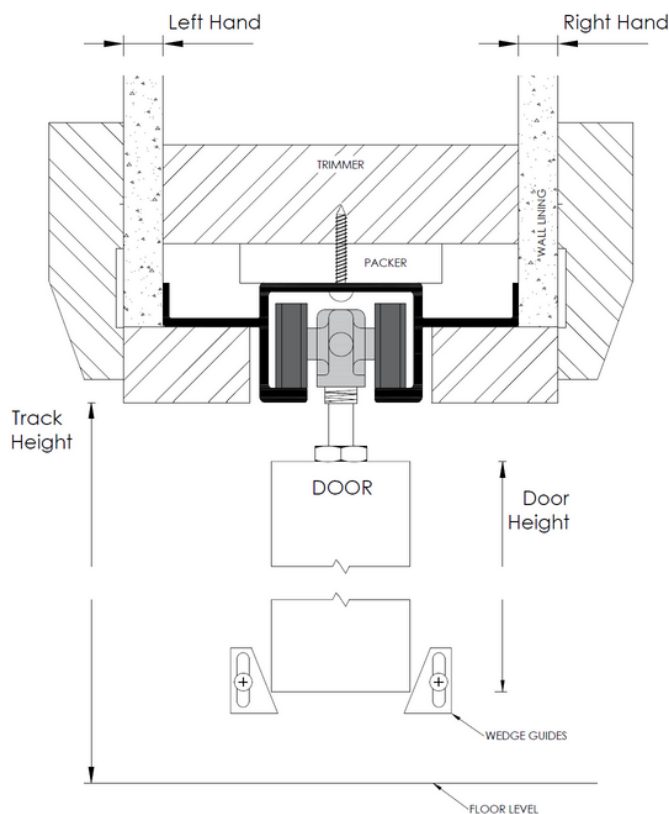 Left Hand
Right Hand
TRIMMER
WALL LINING
PACKER
Track
Height
DOOR
Door
Height
WEDGE GUIDES
FLOOR LEVEL